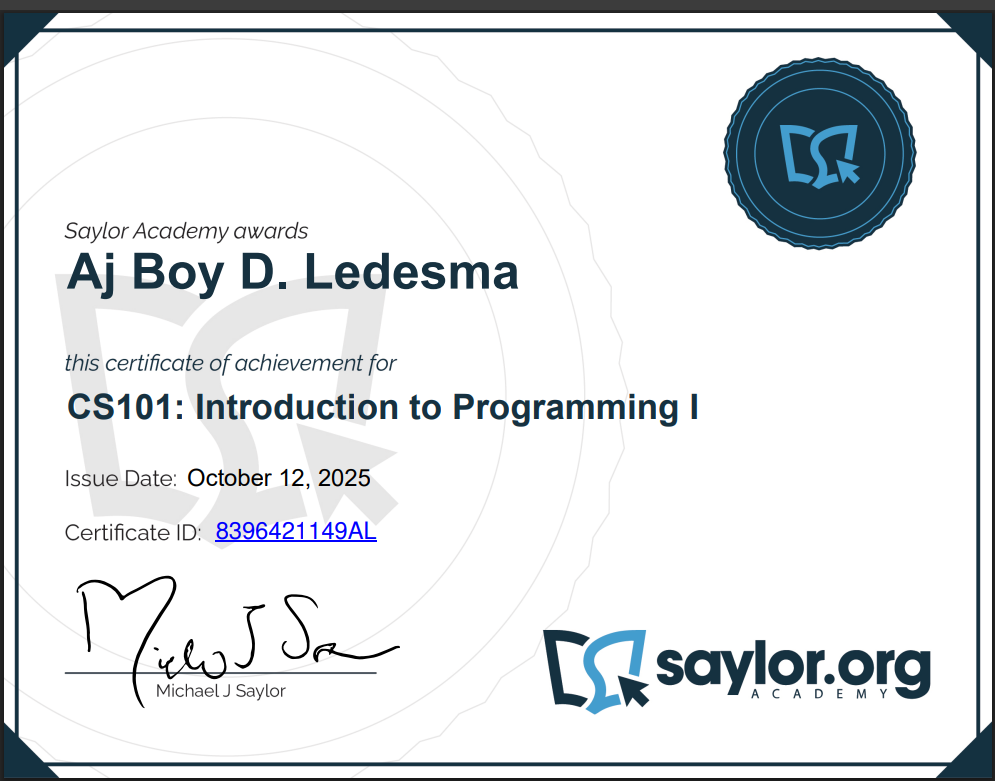 Saylor Academy awards
Aj Boy D. Ledesma
this certificate of achievement for
CS101: Introduction to Programming I
Issue Date: October 12, 2025
Certificate ID: 8396421149AL
Michael J Saylor
saylor.org
ACADEMY